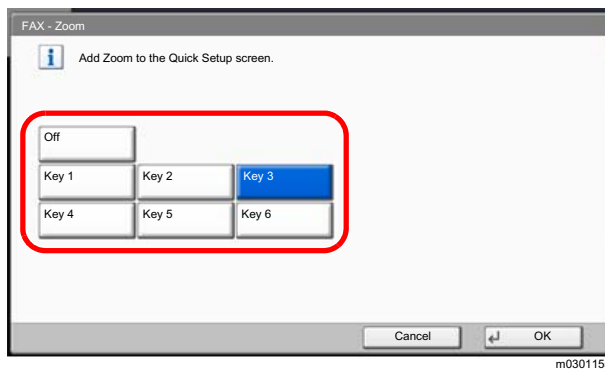 FAX - Zoom
Add Zoom to the Quick Setup screen.
Off
Key 1 Key 2 Key 3
Key 4 Key 5 Key 6
Cancel OK
m030115